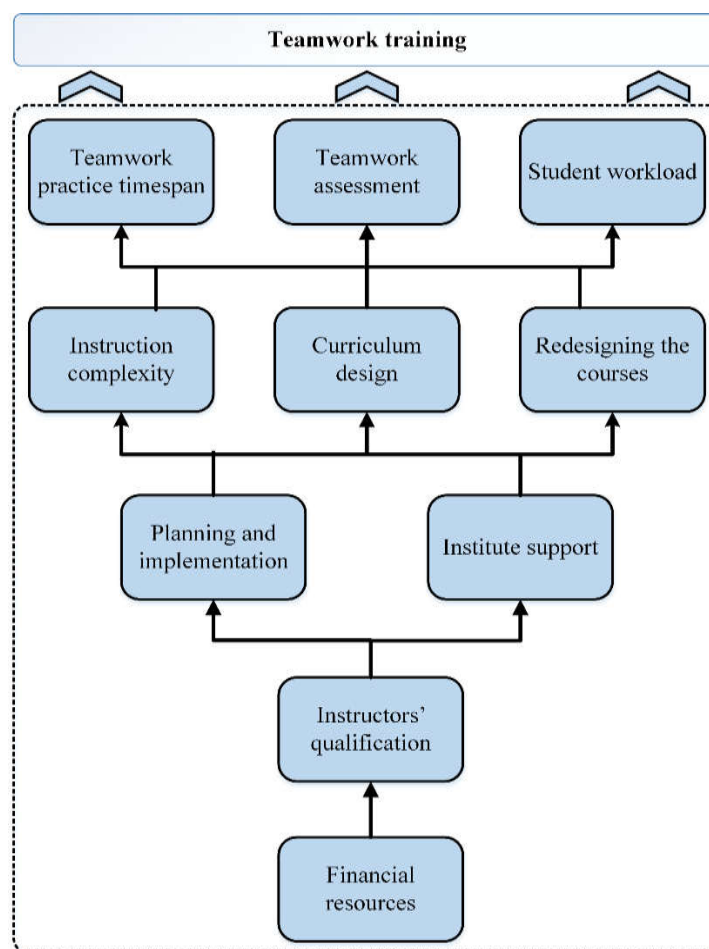 Teamwork training
Teamwork
practice timespan
Teamwork
assessment
Student workload
Instruction
complexity
Curriculum
design
Redesigning the
courses
Planning and
implementation
Institute support
Instructors’
qualification
Financial
resources